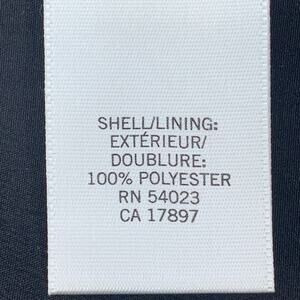 SHELL/LINING:
EXTÉRIEUR/
DOUBLURE:
100% POLYESTER
RN 54023
CA 17897